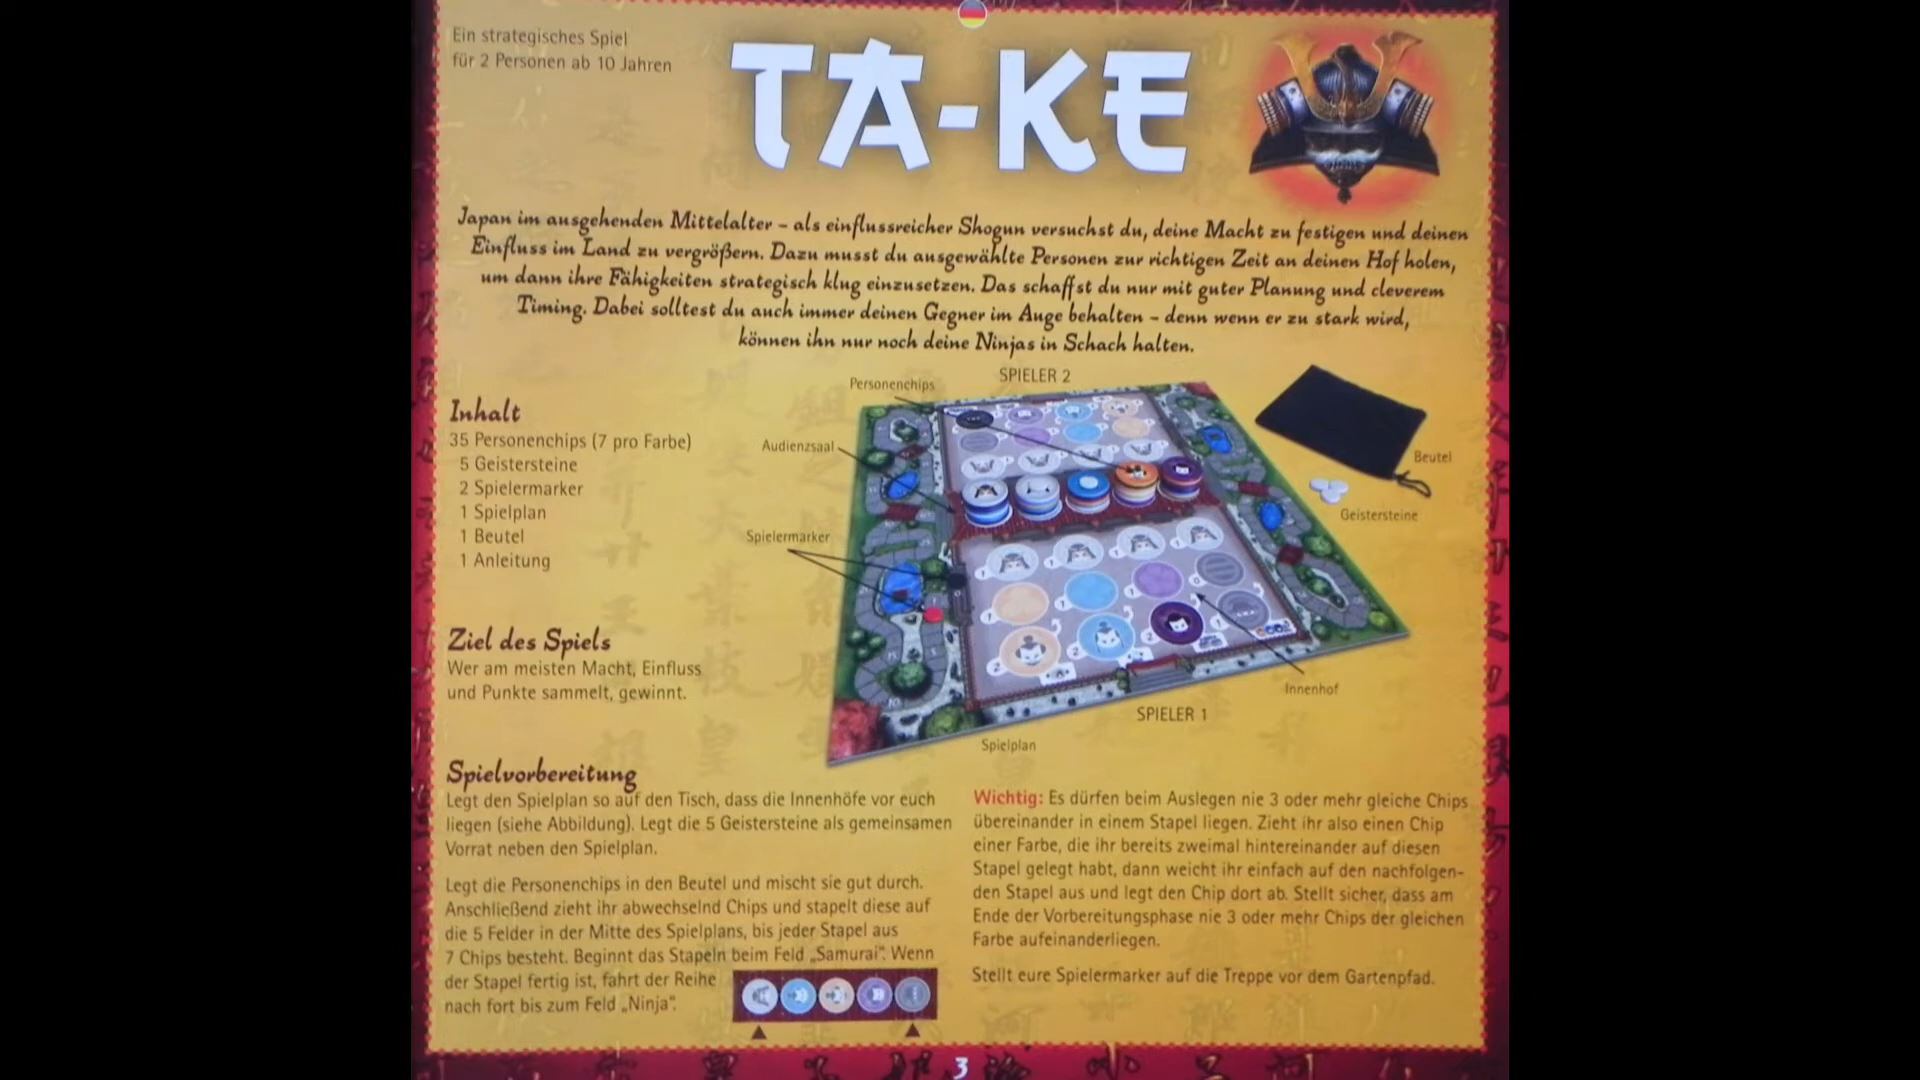 Ein strategisches Spiel
für 2 Personen ab 10 Jahren
TA-KE
Japan im ausgehenden Mittelalter – als einflussreicher Shogun versuchst du, deine Macht zu festigen und deinen
Einfluss im Land zu vergrößern. Dazu musst du ausgewählte Personen zur richtigen Zeit an deinen Hof holen,
um dann ihre Fähigkeiten strategisch klug einzusetzen. Das schaffst du nur mit guter Planung und cleverem
Timing. Dabei solltest du auch immer deinen Gegner im Auge behalten – denn wenn er zu stark wird,
können ihn nur noch deine Ninjas in Schach halten.
Inhalt
35 Personenchips (7 pro Farbe)
5 Geistersteine
2 Spielermarker
1 Spielplan
1 Beutel
1 Anleitung
Ziel des Spiels
Wer am meisten Macht, Einfluss
und Punkte sammelt, gewinnt.
SPIELER 2
Personenchips
Audienzsaal
Spielermarker
Beutel
Geistersteine
Innenhof
SPIELER 1
Spielplan
Spielvorbereitung
Legt den Spielplan so auf den Tisch, dass die Innenhöfe vor euch
liegen (siehe Abbildung). Legt die 5 Geistersteine als gemeinsamen
Vorrat neben den Spielplan.
Legt die Personenchips in den Beutel und mischt sie gut durch.
Anschließend zieht ihr abwechselnd Chips und stapelt diese auf
die 5 Felder in der Mitte des Spielplans, bis jeder Stapel aus
7 Chips besteht. Beginnt das Stapeln beim Feld „Samurai“. Wenn
der Stapel fertig ist, fahrt der Reihe
nach fort bis zum Feld „Ninja“.
Wichtig: Es dürfen beim Auslegen nie 3 oder mehr gleiche Chips
übereinander in einem Stapel liegen. Zieht ihr also einen Chip
einer Farbe, die ihr bereits zweimal hintereinander auf diesen
Stapel gelegt habt, dann weicht ihr einfach auf den nachfolgen-
den Stapel aus und legt den Chip dort ab. Stellt sicher, dass am
Ende der Vorbereitungsphase nie 3 oder mehr Chips der gleichen
Farbe aufeinanderliegen.
Stellt eure Spielermarker auf die Treppe vor dem Gartenpfad.
3